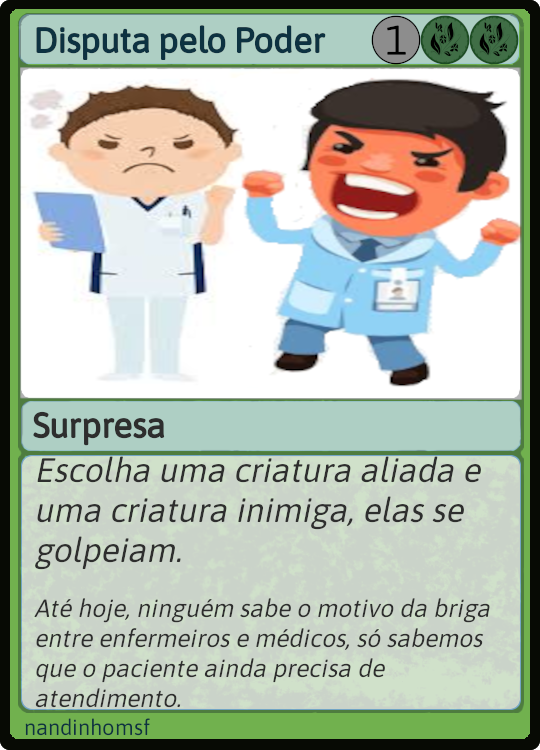 Disputa pelo Poder 1
Surpresa
Escolha uma criatura aliada e
uma criatura inimiga, elas se
golpeiam.
Até hoje, ninguém sabe o motivo da briga
entre enfermeiros e médicos, só sabemos
que o paciente ainda precisa de
atendimento.
nandinhomsf